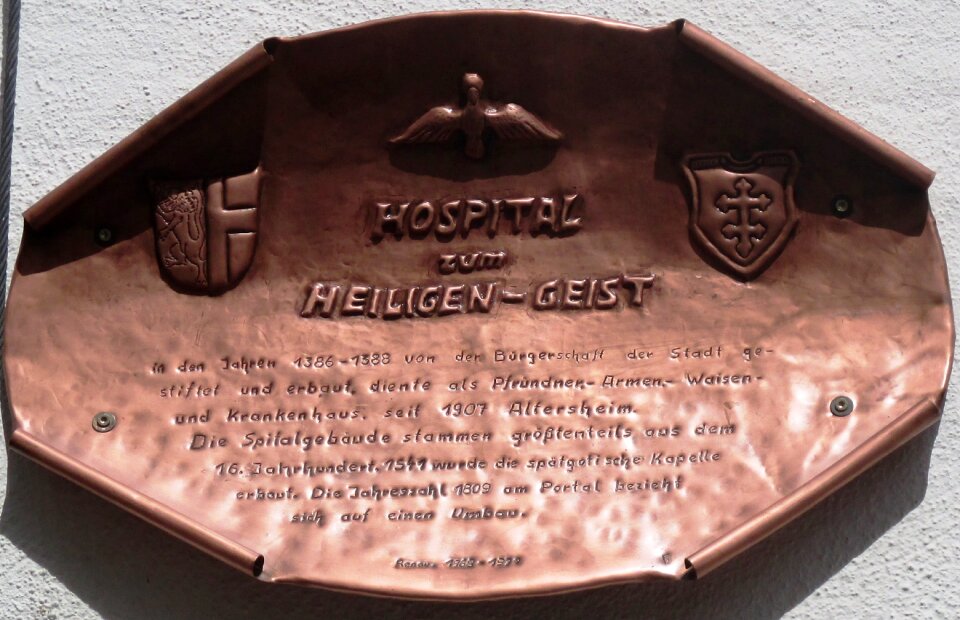 HOSPITAL
zum
HEILIGEN-GEIST
in den Jahren 1386-1388 von der Bürgerschaft der Stadt ge-
stiftet und erbaut, diente als Pfründner- Armen- Waisen-
und Krankenhaus, seit 1907 Altersheim.
Die Spitalgebäude stammen größtenteils aus dem
16. Jahrhundert, 1541 wurde die spätgotische Kapelle
erbaut. Die Jahreszahl 1809 am Portal bezieht
sich auf einen Umbau.